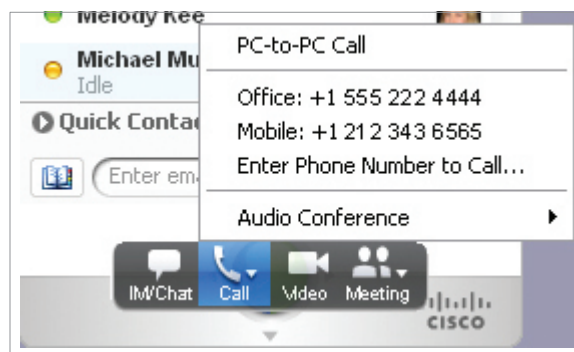 Melody Kee
PC-to-PC Call
Michael Mu
Idle
Office: +1 555 222 4444
Mobile: +1 212 343 6565
Quick Contac
Enter Phone Number to Call...
Enter em
Audio Conference
IM/Chat Call Video Meeting
CISCO